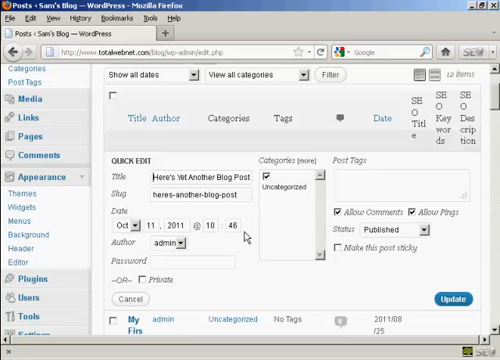 Posts ‹ Sam's Blog — WordPress - Mozilla Firefox
File Edit View History Bookmarks Tools Help
Posts ‹ Sam's Blog — WordPress
http://www.totalwebnet.com/blog/wp-admin/edit.php
Google
Categories
Post Tags
Media
Links
Pages
Comments
Appearance
Themes
Widgets
Menus
Background
Header
Editor
Plugins
Users
Tools
Settings
Show all dates
View all categories
Filter
12 items
Title
Author
Categories
Tags
Date
SEO Title
SEO Keywords
SEO Description
QUICK EDIT
Title Here's Yet Another Blog Post
Slug heres-another-blog-post
Date
Oct 11 , 2011 @ 10 : 46
Author admin
Password
–OR– Private
Categories [more]
Uncategorized
Post Tags
Allow Comments Allow Pings
Status Published
Make this post sticky
Cancel
Update
My Firs
admin
Uncategorized
No Tags
0
2011/08/25